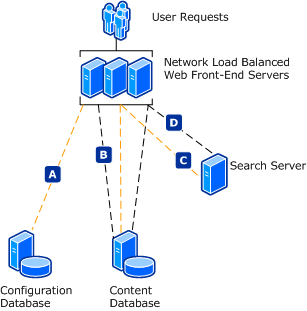 User Requests
Network Load Balanced
Web Front-End Servers
D
A
B
C
Search Server
Configuration
Database
Content
Database